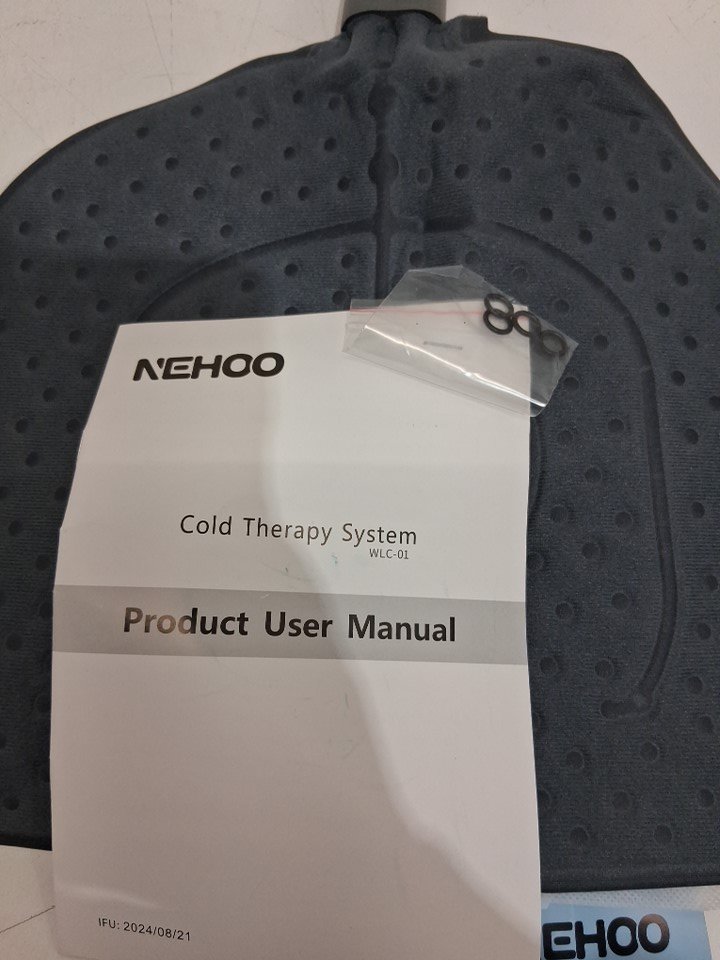 NEHOO
Cold Therapy System
WLC-01
Product User Manual
IFU: 2024/08/21
EHOO